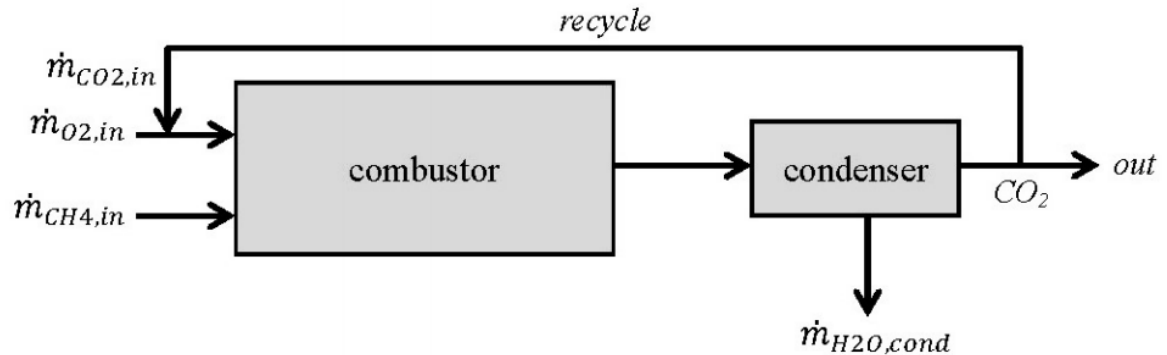 recycle
ṁ_{CO2,in}
ṁ_{O2,in}
combustor
condenser
out
CO₂
ṁ_{CH4,in}
ṁ_{H2O,cond}